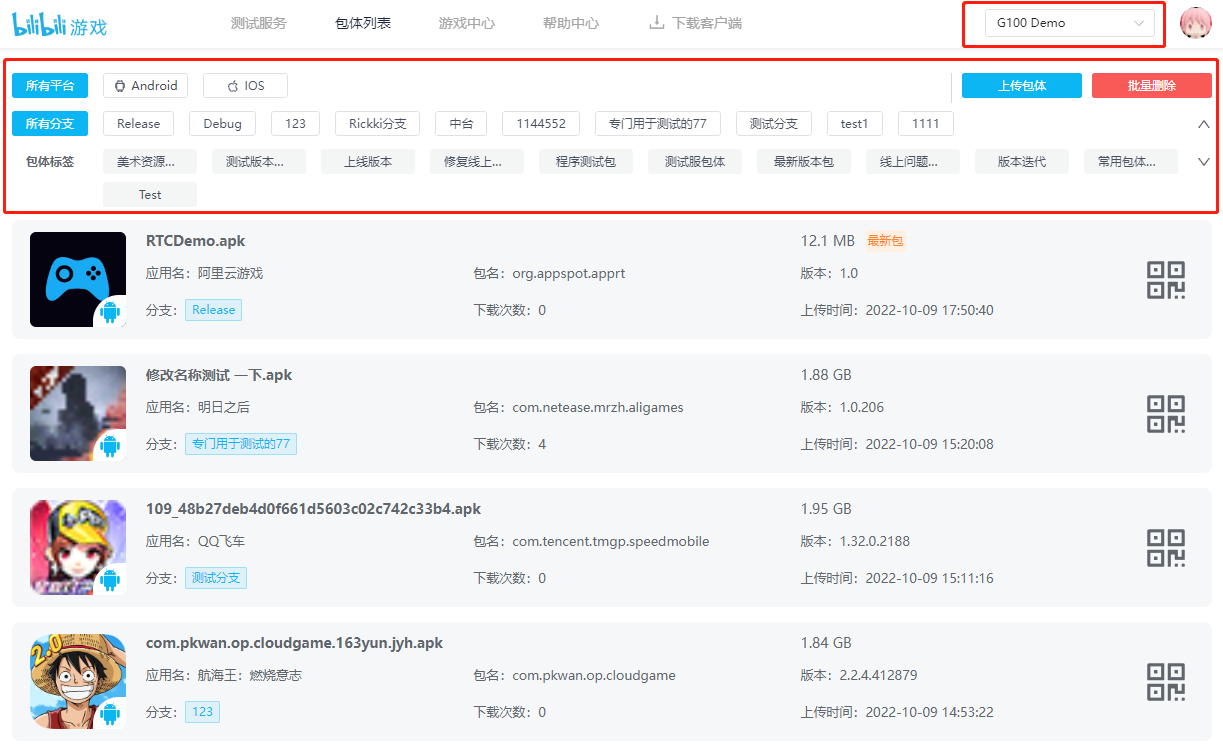 bilibili 游戏 测试服务 包体列表 游戏中心 帮助中心 下载客户端 G100 Demo
所有平台 Android IOS 上传包体 批量删除
所有分支 Release Debug 123 Rickki分支 中台 1144552 专门用于测试的77 测试分支 test1 1111
包体标签 美术资源... 测试版本... 上线版本 修复线上... 程序测试包 测试服包体 最新版本包 线上问题... 版本迭代 常用包体...
Test
RTCDemo.apk 12.1 MB 最新包
应用名：阿里云游戏 包名：org.appspot.apprt 版本：1.0
分支：Release 下载次数：0 上传时间：2022-10-09 17:50:40
修改名称测试 一下.apk 1.88 GB
应用名：明日之后 包名：com.netease.mrzh.aligames 版本：1.0.206
分支：专门用于测试的77 下载次数：4 上传时间：2022-10-09 15:20:08
109_48b27deb4d0f661d5603c02c742c33b4.apk 1.95 GB
应用名：QQ飞车 包名：com.tencent.tmgp.speedmobile 版本：1.32.0.2188
分支：测试分支 下载次数：0 上传时间：2022-10-09 15:11:16
com.pkwan.op.cloudgame.163yun.jyh.apk 1.84 GB
2.0
应用名：航海王：燃烧意志 包名：com.pkwan.op.cloudgame 版本：2.2.4.412879
分支：123 下载次数：0 上传时间：2022-10-09 14:53:22